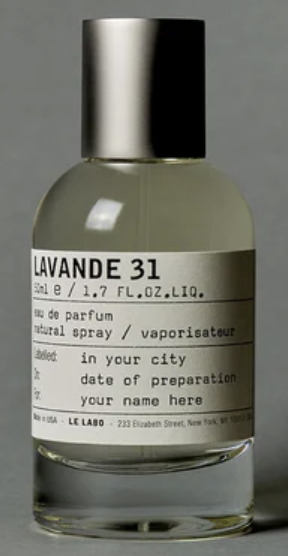 LAVANDE 31
50ml e / 1.7 FL.OZ.LIQ.
eau de parfum
natural spray / vaporisateur
Labelled: in your city
On: date of preparation
For: your name here
Made in USA - LE LABO - 233 Elizabeth Street, New York, NY